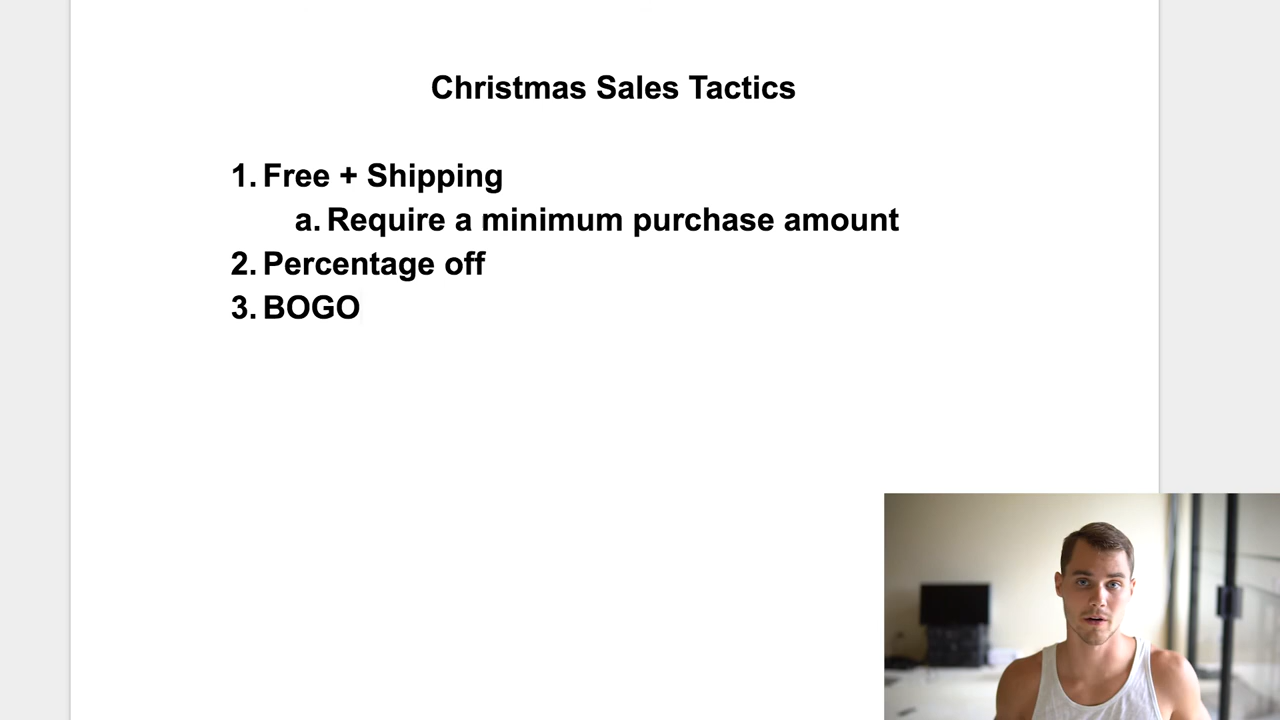 Christmas Sales Tactics
1. Free + Shipping
a. Require a minimum purchase amount
2. Percentage off
3. BOGO